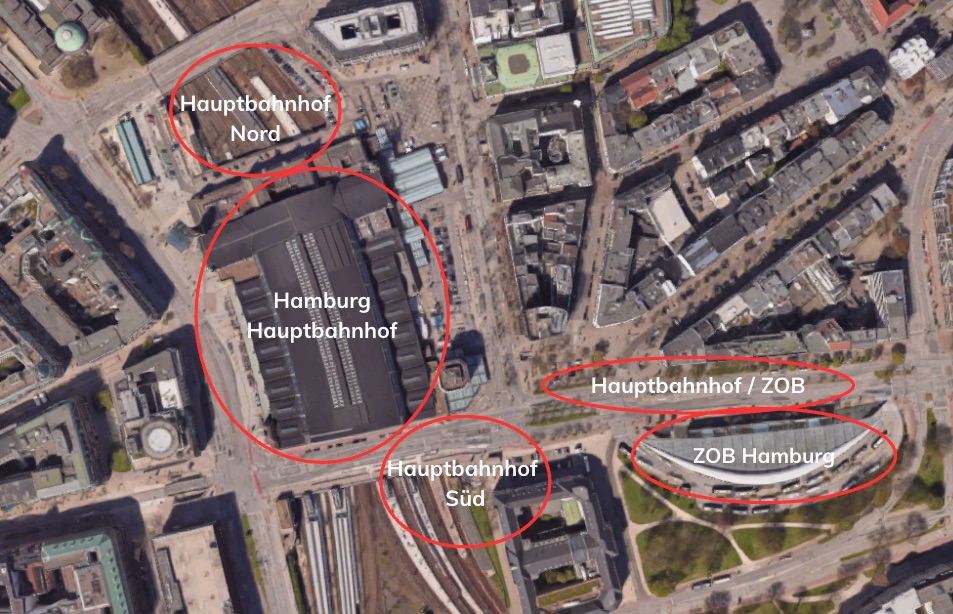 Hauptbahnhof
Nord
Hamburg
Hauptbahnhof
Hauptbahnhof / ZOB
ZOB Hamburg
Hauptbahnhof
Süd